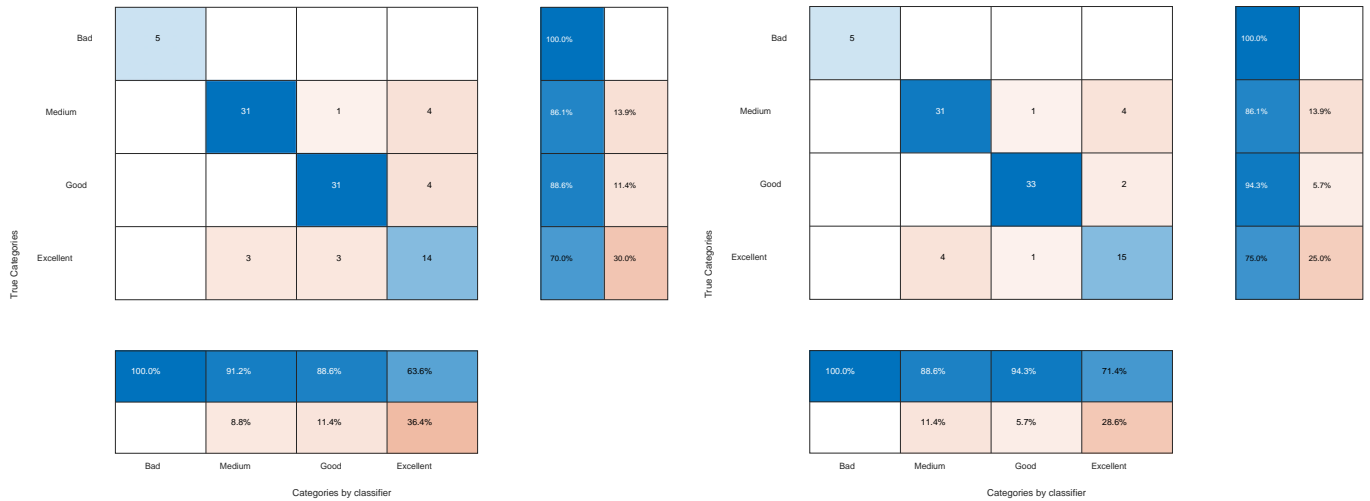 Bad 5 100.0%
Medium 31 1 4 86.1% 13.9%
Good 31 4 88.6% 11.4%
Excellent 3 3 14 70.0% 30.0%
True Categories
100.0% 91.2% 88.6% 63.6%
8.8% 11.4% 36.4%
Bad Medium Good Excellent
Categories by classifier
Bad 5 100.0%
Medium 31 1 4 86.1% 13.9%
Good 33 2 94.3% 5.7%
Excellent 4 1 15 75.0% 25.0%
True Categories
100.0% 88.6% 94.3% 71.4%
11.4% 5.7% 28.6%
Bad Medium Good Excellent
Categories by classifier